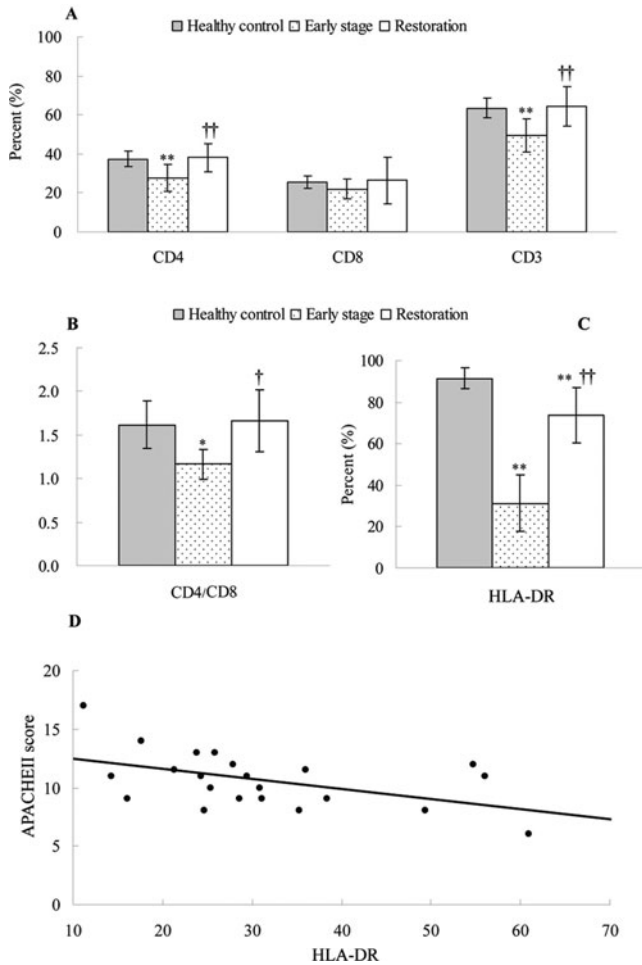 A
Healthy control Early stage Restoration
Percent (%)
100
80
60
40
20
0
** ††
** ††
CD4 CD8 CD3
B Healthy control Early stage Restoration C
2.5
2.0
1.5
1.0
0.5
0.0
* †
CD4/CD8
Percent (%)
100
80
60
40
20
0
** ** ††
HLA-DR
D
APACHEII score
20
15
10
5
0
10 20 30 40 50 60 70
HLA-DR